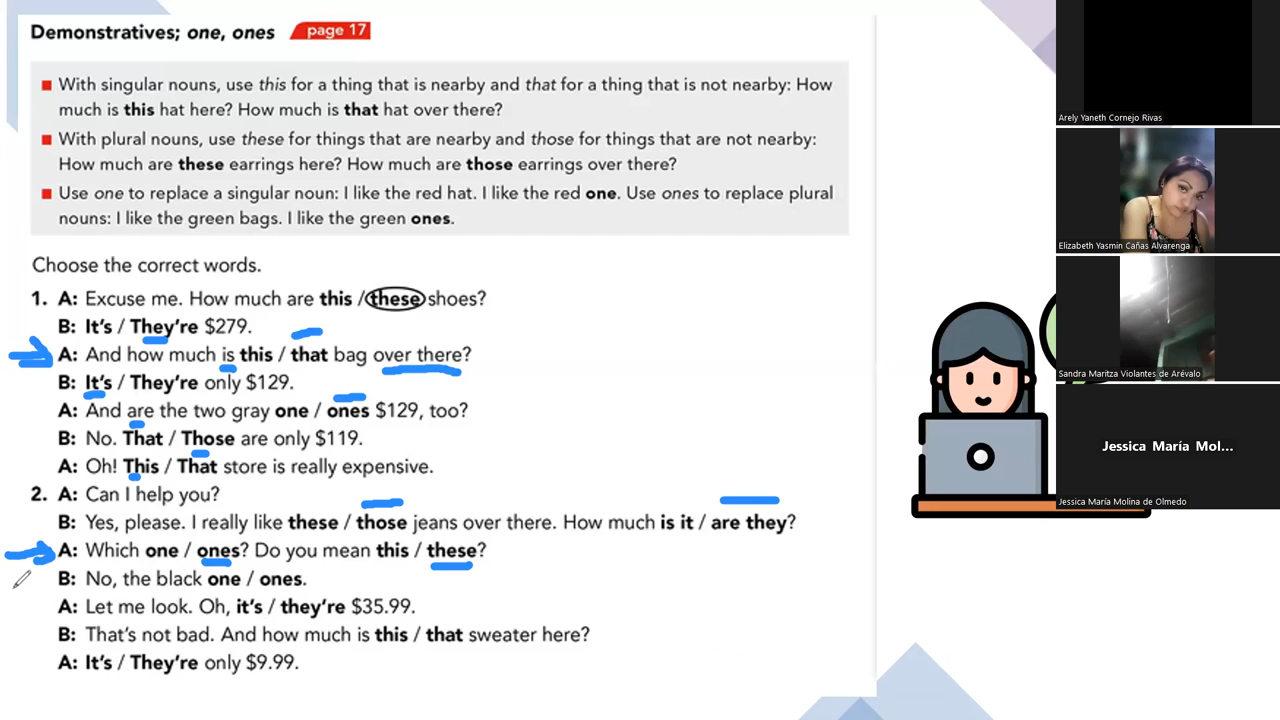 Demonstratives; one, ones page 17
With singular nouns, use this for a thing that is nearby and that for a thing that is not nearby: How
much is this hat here? How much is that hat over there?
With plural nouns, use these for things that are nearby and those for things that are not nearby:
How much are these earrings here? How much are those earrings over there?
Use one to replace a singular noun: I like the red hat. I like the red one. Use ones to replace plural
nouns: I like the green bags. I like the green ones.
Choose the correct words.
1. A: Excuse me. How much are this / these shoes?
B: It's / They're $279.
A: And how much is this / that bag over there?
B: It's / They're only $129.
A: And are the two gray one / ones $129, too?
B: No. That / Those are only $119.
A: Oh! This / That store is really expensive.
2. A: Can I help you?
B: Yes, please. I really like these / those jeans over there. How much is it / are they?
A: Which one / ones? Do you mean this / these?
B: No, the black one / ones.
A: Let me look. Oh, it's / they're $35.99.
B: That's not bad. And how much is this / that sweater here?
A: It's / They're only $9.99.
Arely Yaneth Cornejo Rivas
Elizabeth Yasmin Cañas Alvarenga
Sandra Maritza Violantes de Arévalo
Jessica María Mol...
Jessica María Molina de Olmedo